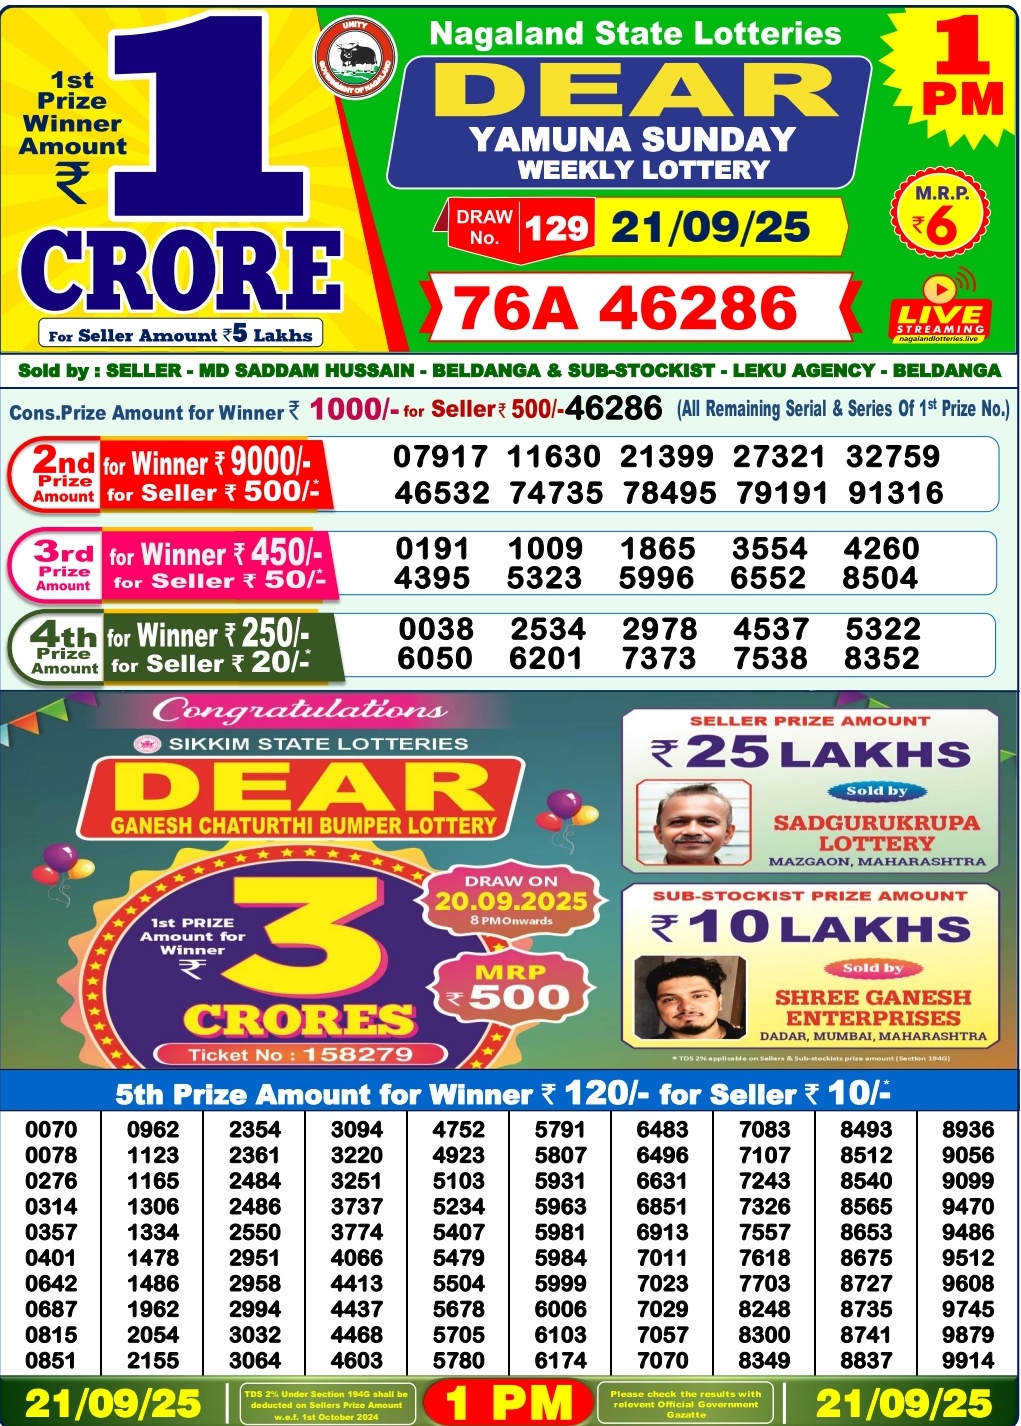 1st
Prize
Winner
Amount
₹
1
CRORE
For Seller Amount ₹5 Lakhs
UNITY
GOVERNMENT OF NAGALAND
Nagaland State Lotteries
DEAR
YAMUNA SUNDAY
WEEKLY LOTTERY
1
PM
DRAW
No. 129 21/09/25
M.R.P.
₹6
76A 46286
LIVE
STREAMING
nagalandlotteries.live
Sold by : SELLER - MD SADDAM HUSSAIN - BELDANGA & SUB-STOCKIST - LEKU AGENCY - BELDANGA
Cons.Prize Amount for Winner ₹ 1000/- for Seller ₹ 500/- 46286 (All Remaining Serial & Series Of 1st Prize No.)
2nd
Prize
Amount
for Winner ₹ 9000/-
for Seller ₹ 500/-*
07917 11630 21399 27321 32759
46532 74735 78495 79191 91316
3rd
Prize
Amount
for Winner ₹ 450/-
for Seller ₹ 50/-*
0191 1009 1865 3554 4260
4395 5323 5996 6552 8504
4th
Prize
Amount
for Winner ₹ 250/-
for Seller ₹ 20/-*
0038 2534 2978 4537 5322
6050 6201 7373 7538 8352
Congratulations
SIKKIM STATE LOTTERIES
DEAR
GANESH CHATURTHI BUMPER LOTTERY
1st PRIZE
Amount for
Winner
₹
3
CRORES
Ticket No : 158279
DRAW ON
20.09.2025
8 PM Onwards
MRP
₹500
SELLER PRIZE AMOUNT
₹25 LAKHS
Sold by
SADGURUKRUPA
LOTTERY
MAZGAON, MAHARASHTRA
SUB-STOCKIST PRIZE AMOUNT
₹10 LAKHS
Sold by
SHREE GANESH
ENTERPRISES
DADAR, MUMBAI, MAHARASHTRA
* TDS 2% applicable on Sellers & Sub-stockists prize amount (Section 194G)
5th Prize Amount for Winner ₹ 120/- for Seller ₹ 10/-*
0070 0962 2354 3094 4752 5791 6483 7083 8493 8936
0078 1123 2361 3220 4923 5807 6496 7107 8512 9056
0276 1165 2484 3251 5103 5931 6631 7243 8540 9099
0314 1306 2486 3737 5234 5963 6851 7326 8565 9470
0357 1334 2550 3774 5407 5981 6913 7557 8653 9486
0401 1478 2951 4066 5479 5984 7011 7618 8675 9512
0642 1486 2958 4413 5504 5999 7023 7703 8727 9608
0687 1962 2994 4437 5678 6006 7029 8248 8735 9745
0815 2054 3032 4468 5705 6103 7057 8300 8741 9879
0851 2155 3064 4603 5780 6174 7070 8349 8837 9914
21/09/25
TDS 2% Under Section 194G shall be
deducted on Sellers Prize Amount
w.e.f. 1st October 2024
1 PM
Please check the results with
relevent Official Government
Gazatte
21/09/25